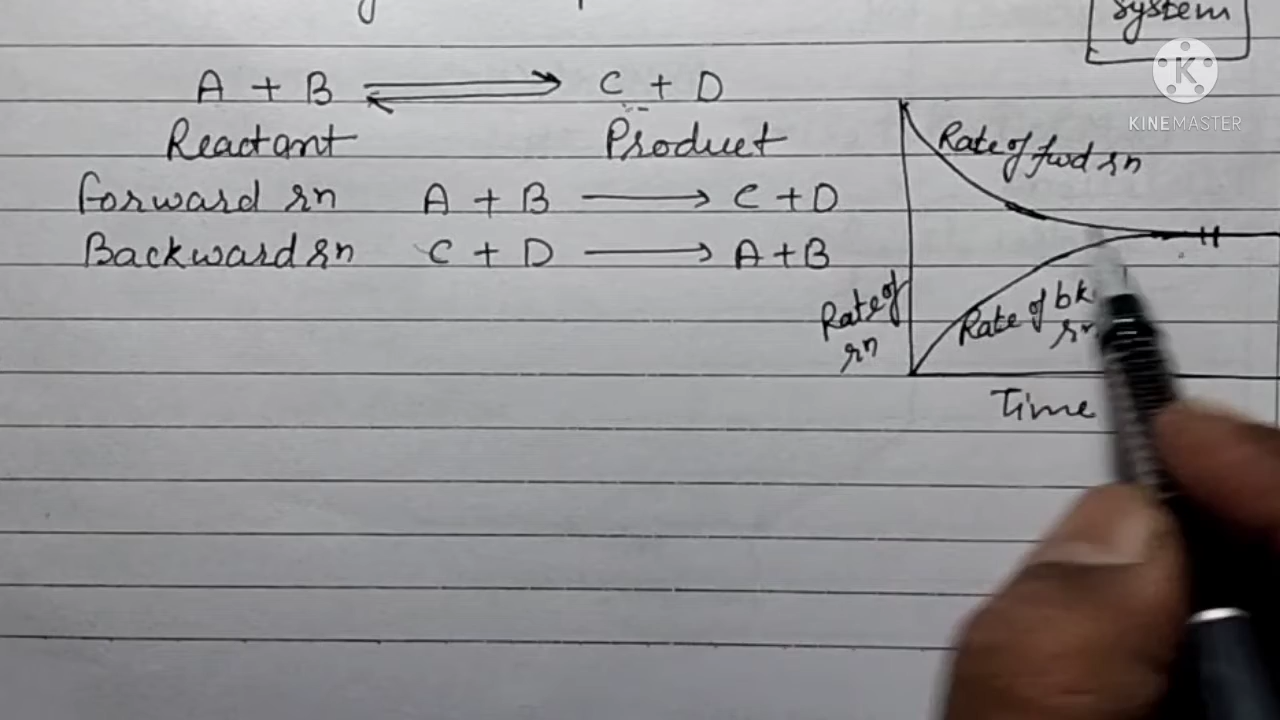 System
K
KINEMASTER
A + B ⇌ C + D
Reactant Product
Forward rn A + B ⟶ C + D
Backward rn C + D ⟶ A + B
Rate of fwd rn
Rate of bk
rn
Rate of
rn
Time